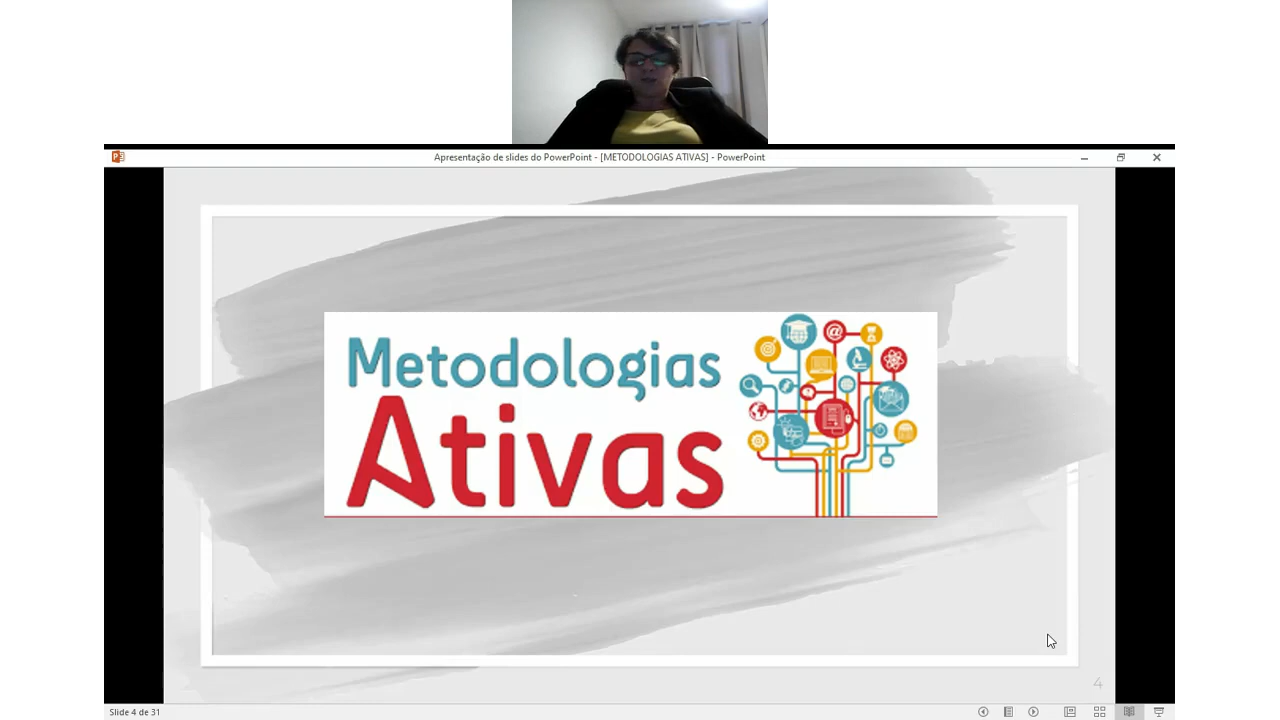 Apresentação de slides do PowerPoint - [METODOLOGIAS ATIVAS] - PowerPoint
Metodologias
Ativas
4
Slide 4 de 31